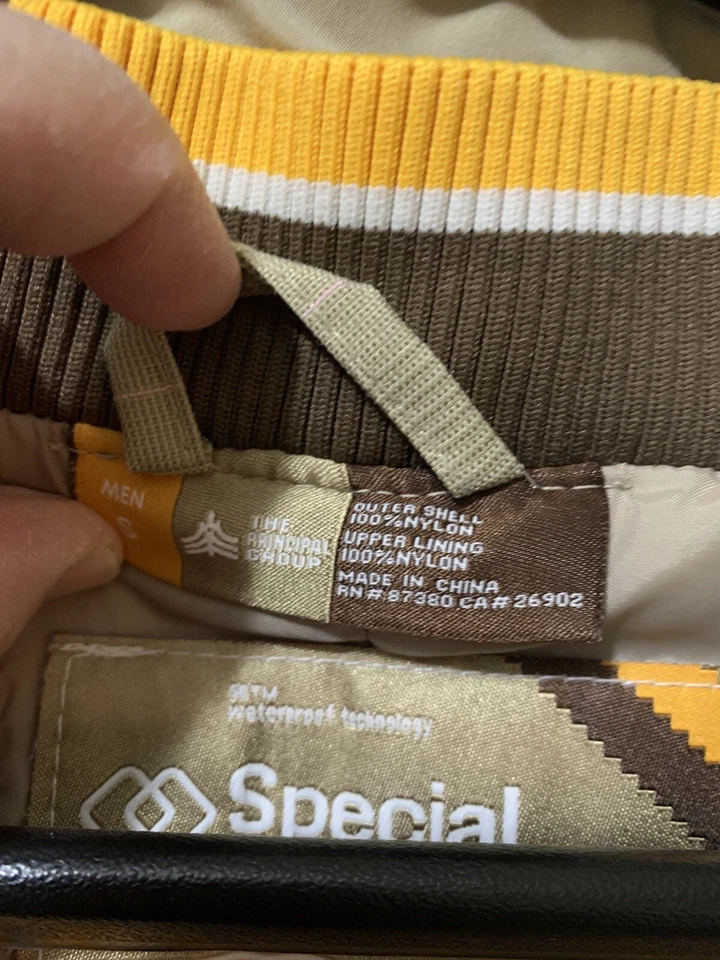 MEN
S
THE
PRINCIPAL
GROUP
OUTER SHELL
100%NYLON
UPPER LINING
100%NYLON
MADE IN CHINA
RN# 87380 CA# 26902
waterproof technology
Special